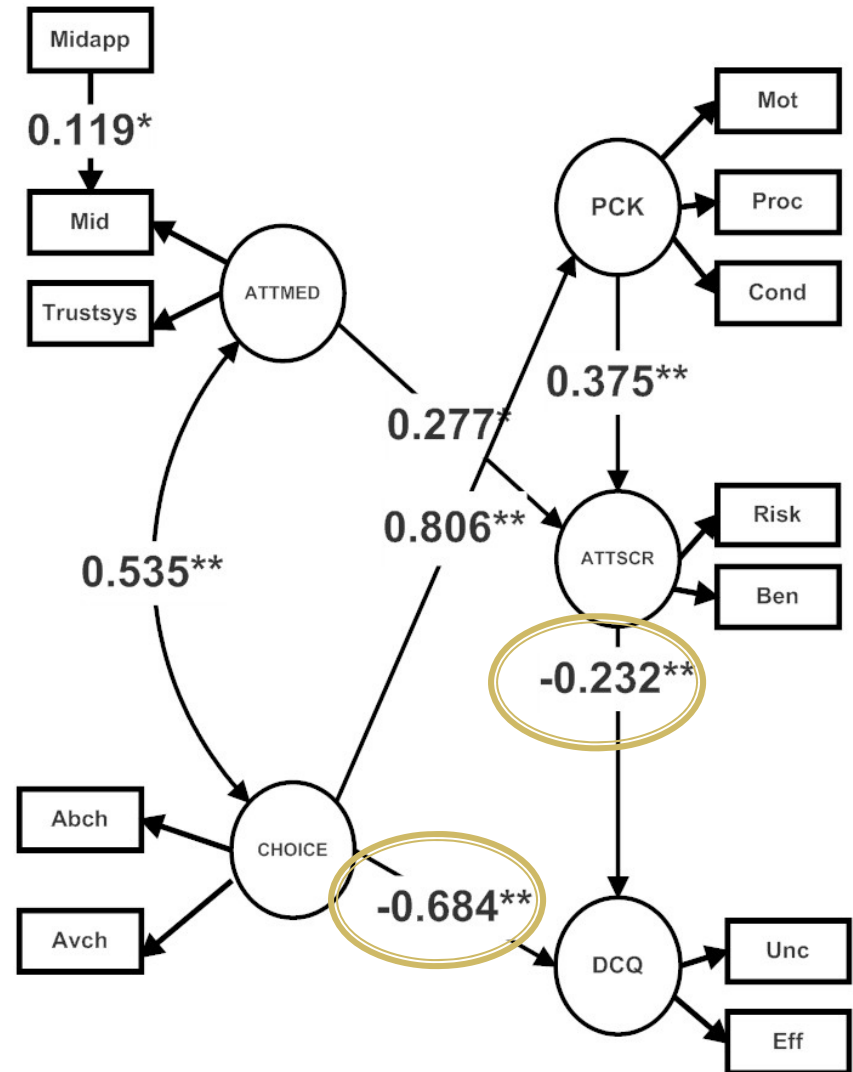 Midapp
0.119*
Mid
Trustsys
ATTMED
PCK
Mot
Proc
Cond
0.375**
0.277*
0.806**
0.535**
ATTSCR
Risk
Ben
-0.232**
Abch
Avch
CHOICE
-0.684**
DCQ
Unc
Eff